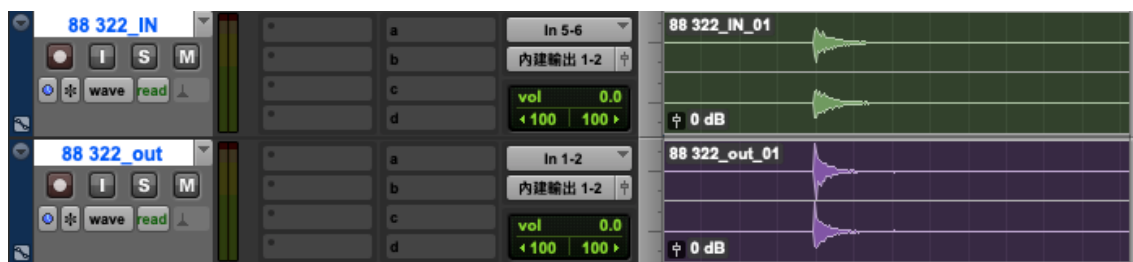 88 322_IN
I S M
wave read
a
b
c
d
In 5-6
內建輸出 1-2
vol 0.0
100 100
88 322_IN_01
0 dB
88 322_out
I S M
wave read
a
b
c
d
In 1-2
內建輸出 1-2
vol 0.0
100 100
88 322_out_01
0 dB